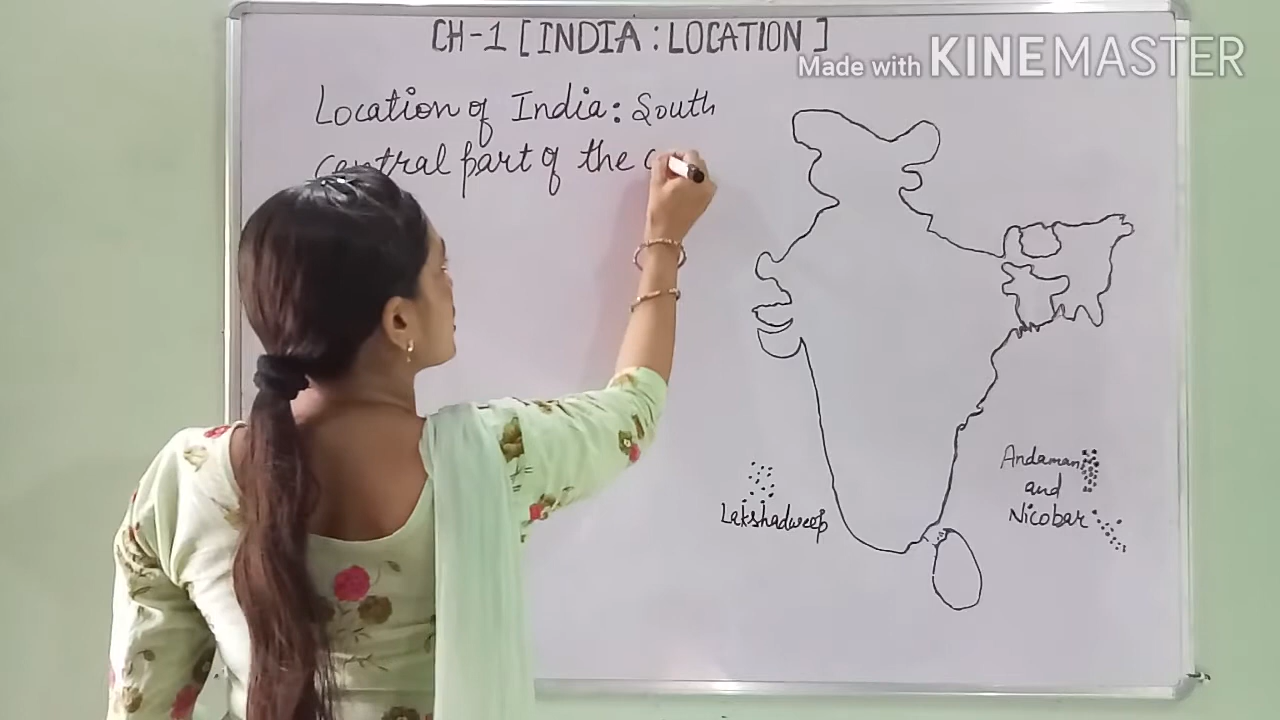 CH-1 [INDIA : LOCATION]
Made with KINEMASTER
Location of India: South
central part of the c
Lakshadweep
Andaman
and
Nicobar